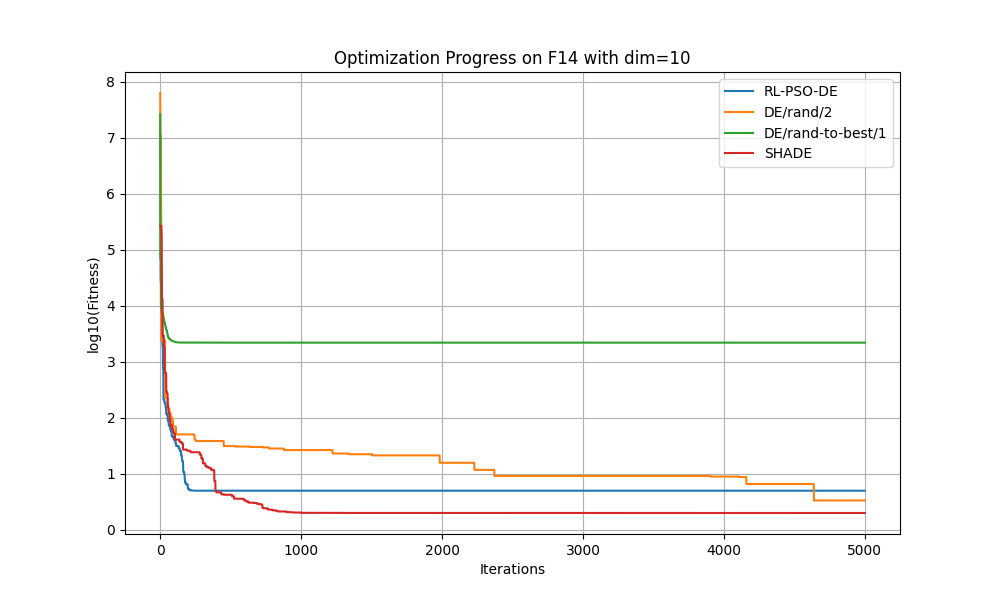 Optimization Progress on F14 with dim=10
RL-PSO-DE
DE/rand/2
DE/rand-to-best/1
SHADE
log10(Fitness)
8
7
6
5
4
3
2
1
0
0 1000 2000 3000 4000 5000
Iterations